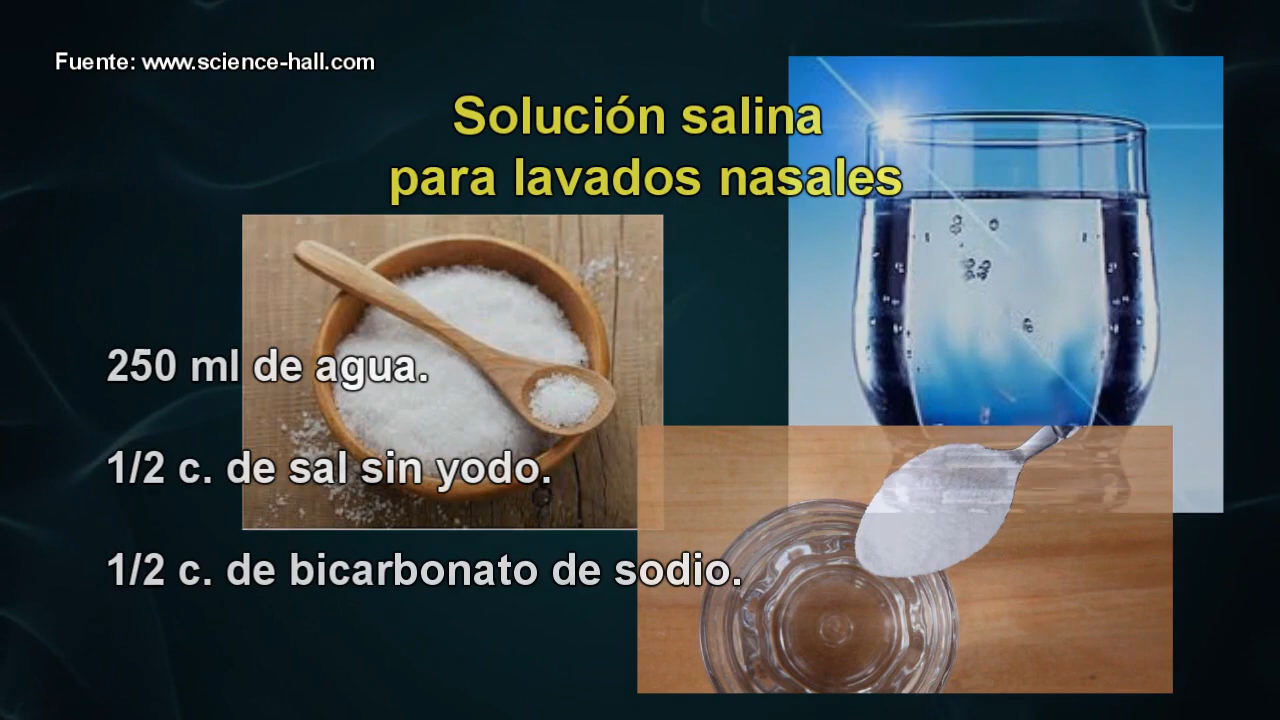 Fuente: www.science-hall.com
Solución salina
para lavados nasales
250 ml de agua.
1/2 c. de sal sin yodo.
1/2 c. de bicarbonato de sodio.